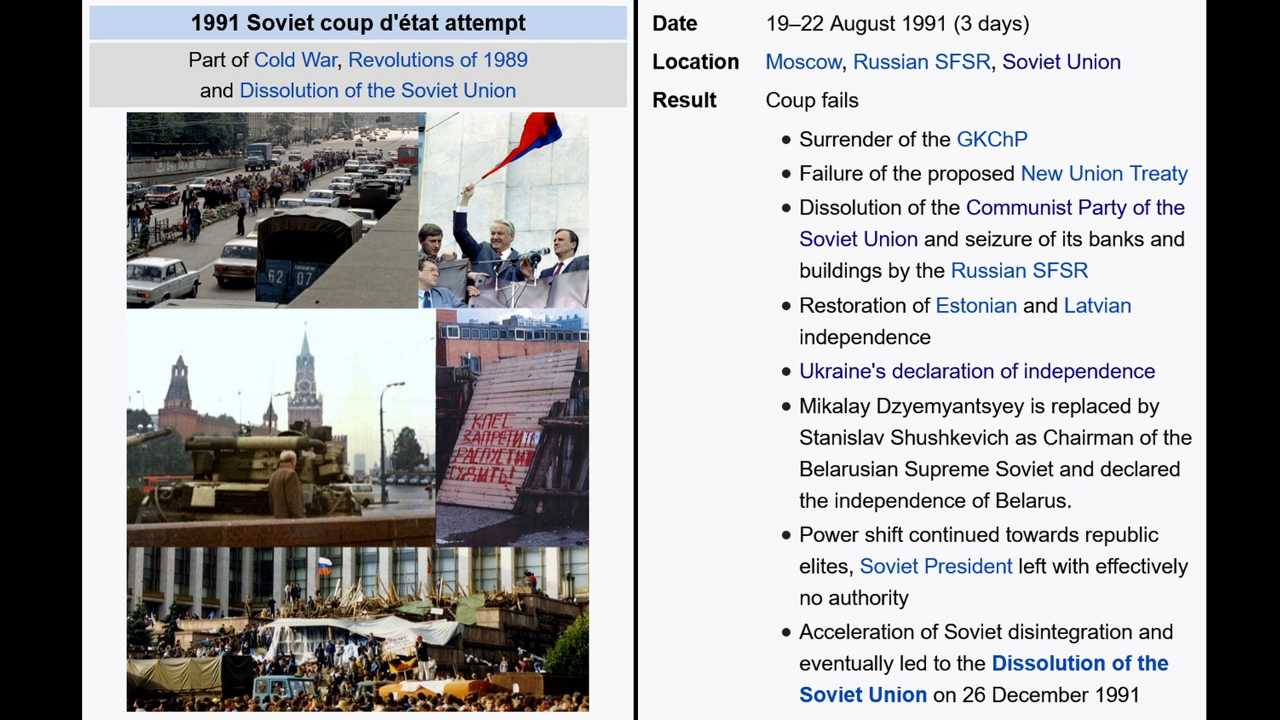 1991 Soviet coup d'état attempt
Part of Cold War, Revolutions of 1989
and Dissolution of the Soviet Union
62 07
КПСС
ЗАПРЕТИТЬ
РАСПУСТИТЬ
СУДИТЬ!
Date 19–22 August 1991 (3 days)
Location Moscow, Russian SFSR, Soviet Union
Result Coup fails
• Surrender of the GKChP
• Failure of the proposed New Union Treaty
• Dissolution of the Communist Party of the
Soviet Union and seizure of its banks and
buildings by the Russian SFSR
• Restoration of Estonian and Latvian
independence
• Ukraine's declaration of independence
• Mikalay Dzyemyantsyey is replaced by
Stanislav Shushkevich as Chairman of the
Belarusian Supreme Soviet and declared
the independence of Belarus.
• Power shift continued towards republic
elites, Soviet President left with effectively
no authority
• Acceleration of Soviet disintegration and
eventually led to the Dissolution of the
Soviet Union on 26 December 1991